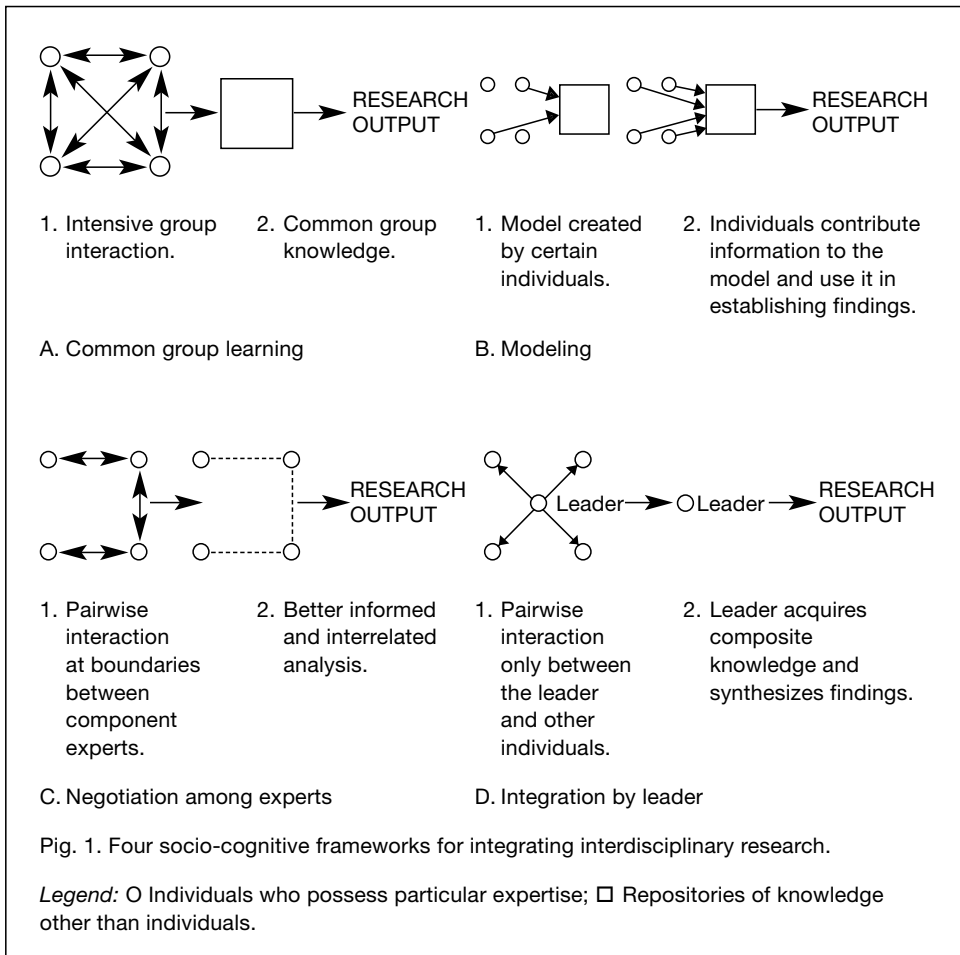 RESEARCH
OUTPUT
1. Intensive group
interaction.
2. Common group
knowledge.
A. Common group learning
RESEARCH
OUTPUT
1. Model created
by certain
individuals.
2. Individuals contribute
information to the
model and use it in
establishing findings.
B. Modeling
RESEARCH
OUTPUT
1. Pairwise
interaction
at boundaries
between
component
experts.
2. Better informed
and interrelated
analysis.
C. Negotiation among experts
Leader
Leader
RESEARCH
OUTPUT
1. Pairwise
interaction
only between
the leader
and other
individuals.
2. Leader acquires
composite
knowledge and
synthesizes findings.
D. Integration by leader
Pig. 1. Four socio-cognitive frameworks for integrating interdisciplinary research.
Legend: O Individuals who possess particular expertise; □ Repositories of knowledge
other than individuals.